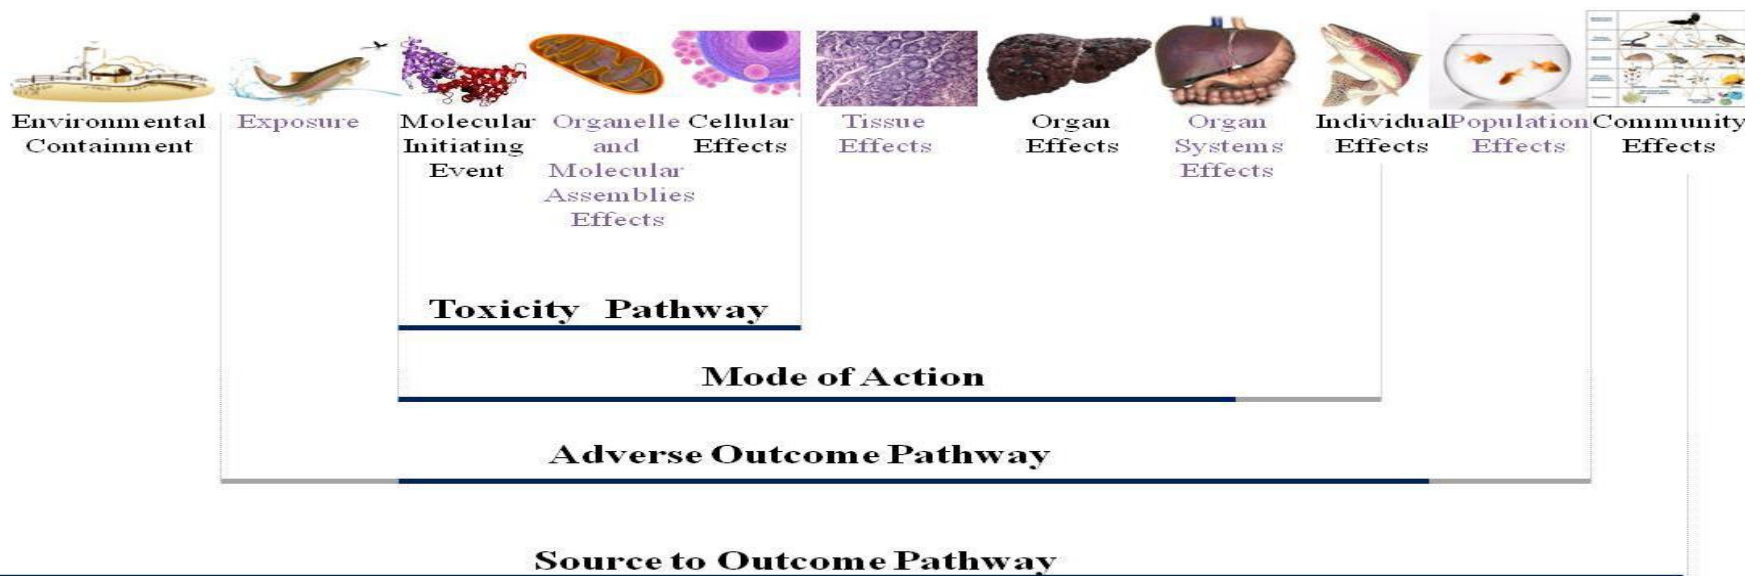 Environmental
Containment
Exposure
Molecular
Initiating
Event
Organelle
and
Molecular
Assemblies
Effects
Cellular
Effects
Tissue
Effects
Organ
Effects
Organ
Systems
Effects
Individual
Effects
Population
Effects
Community
Effects
Toxicity Pathway
Mode of Action
Adverse Outcome Pathway
Source to Outcome Pathway